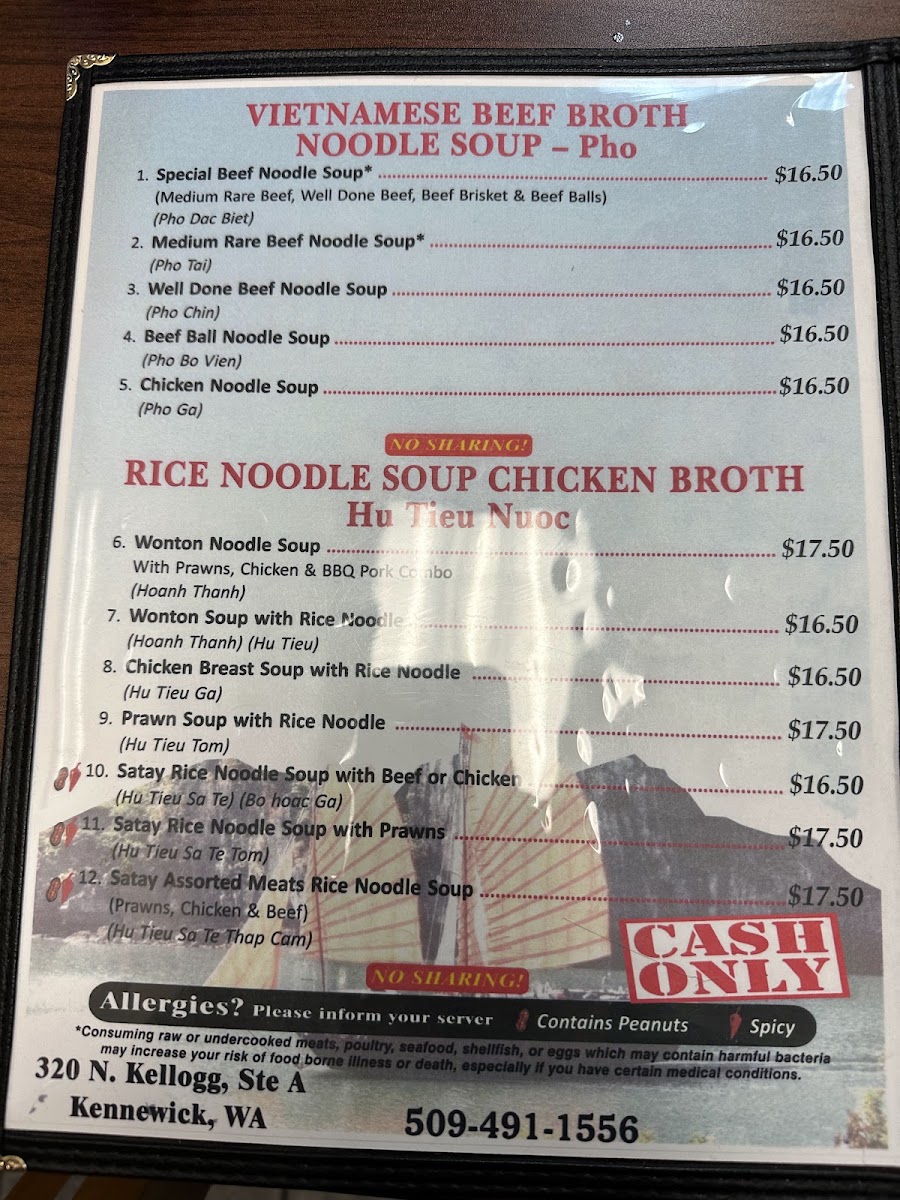 VIETNAMESE BEEF BROTH
NOODLE SOUP – Pho
1. Special Beef Noodle Soup* $16.50
(Medium Rare Beef, Well Done Beef, Beef Brisket & Beef Balls)
(Pho Dac Biet)
2. Medium Rare Beef Noodle Soup* $16.50
(Pho Tai)
3. Well Done Beef Noodle Soup $16.50
(Pho Chin)
4. Beef Ball Noodle Soup $16.50
(Pho Bo Vien)
5. Chicken Noodle Soup $16.50
(Pho Ga)
NO SHARING!
RICE NOODLE SOUP CHICKEN BROTH
Hu Tieu Nuoc
6. Wonton Noodle Soup $17.50
With Prawns, Chicken & BBQ Pork Combo
(Hoanh Thanh)
7. Wonton Soup with Rice Noodle $16.50
(Hoanh Thanh) (Hu Tieu)
8. Chicken Breast Soup with Rice Noodle $16.50
(Hu Tieu Ga)
9. Prawn Soup with Rice Noodle $17.50
(Hu Tieu Tom)
10. Satay Rice Noodle Soup with Beef or Chicken $16.50
(Hu Tieu Sa Te) (Bo hoac Ga)
11. Satay Rice Noodle Soup with Prawns $17.50
(Hu Tieu Sa Te Tom)
12. Satay Assorted Meats Rice Noodle Soup $17.50
(Prawns, Chicken & Beef)
(Hu Tieu Sa Te Thap Cam)
CASH
ONLY
NO SHARING!
Allergies? Please inform your server Contains Peanuts Spicy
*Consuming raw or undercooked meats, poultry, seafood, shellfish, or eggs which may contain harmful bacteria
may increase your risk of food borne illness or death, especially if you have certain medical conditions.
320 N. Kellogg, Ste A
Kennewick, WA
509-491-1556